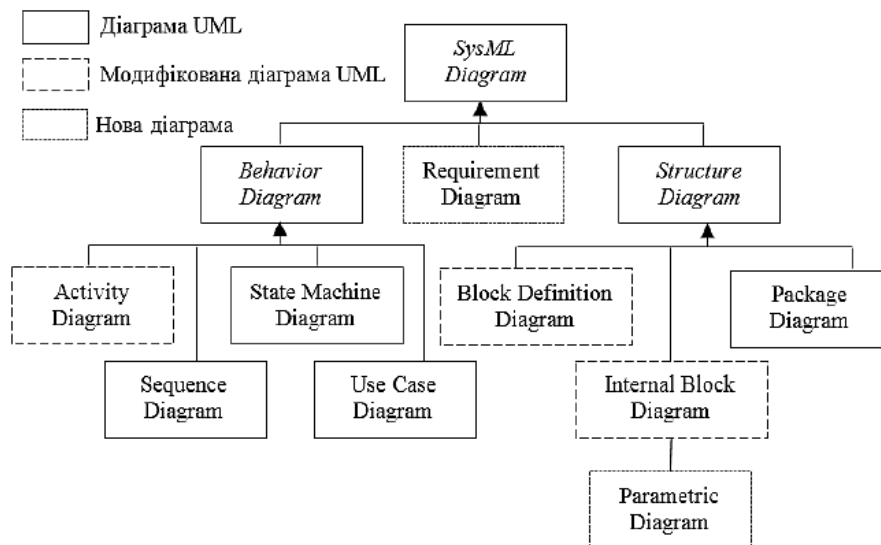 Діаграма UML
Модифікована діаграма UML
Нова діаграма
SysML
Diagram
Behavior
Diagram
Requirement
Diagram
Structure
Diagram
Activity
Diagram
State Machine
Diagram
Block Definition
Diagram
Package
Diagram
Sequence
Diagram
Use Case
Diagram
Internal Block
Diagram
Parametric
Diagram